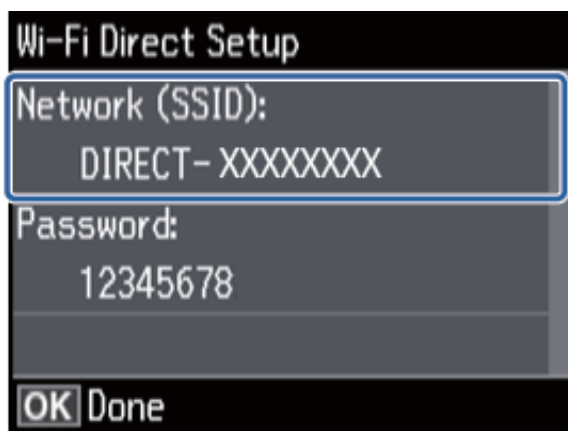 Wi-Fi Direct Setup
Network (SSID):
DIRECT-XXXXXXXX
Password:
12345678
OK Done